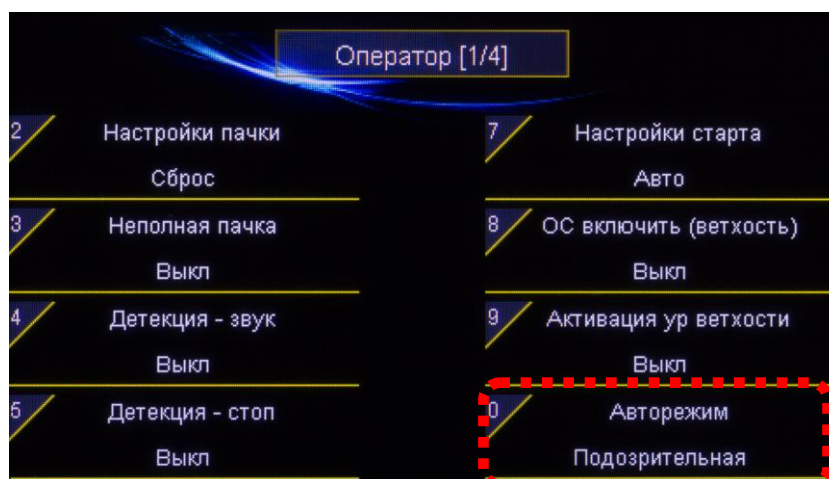 Оператор [1/4]
2 Настройки пачки
Сброс
7 Настройки старта
Авто
3 Неполная пачка
Выкл
8 ОС включить (ветхость)
Выкл
4 Детекция - звук
Выкл
9 Активация ур ветхости
Выкл
5 Детекция - стоп
Выкл
0 Авторежим
Подозрительная